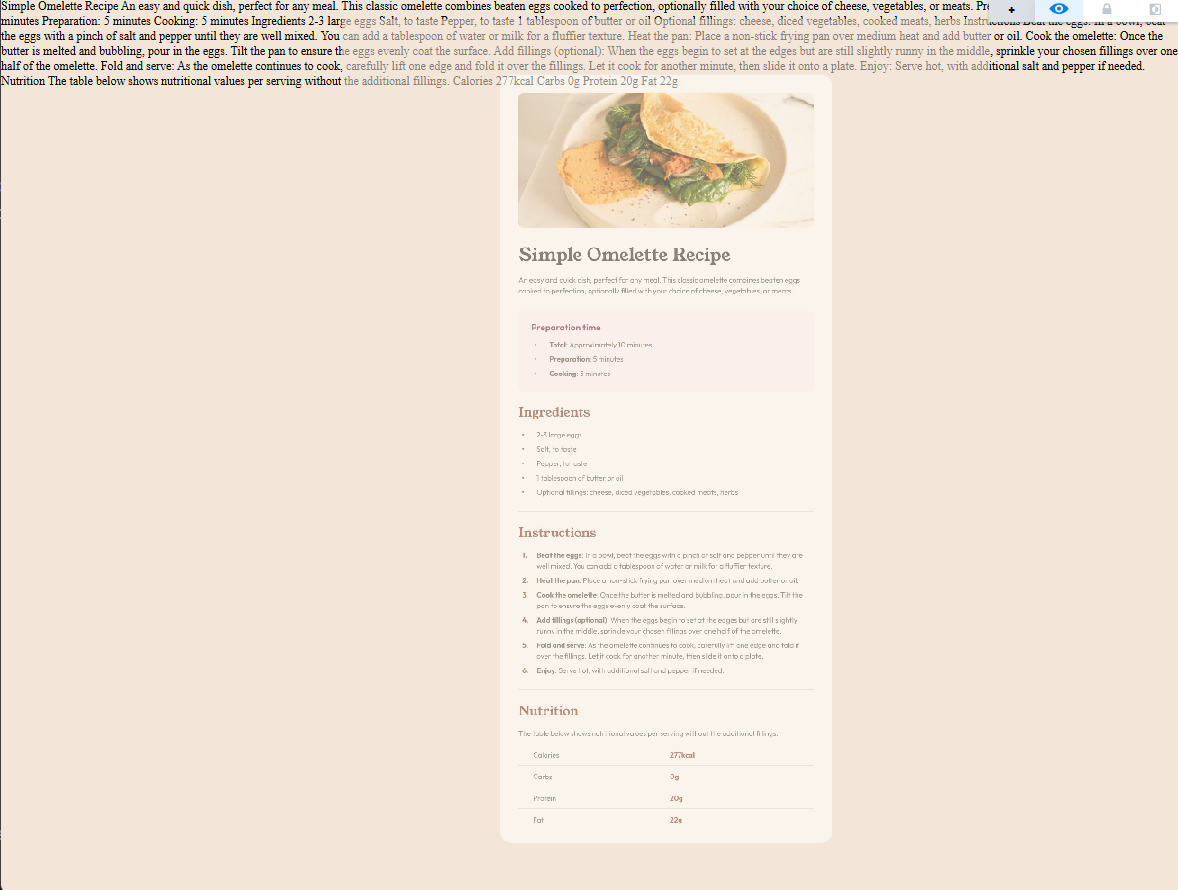 Simple Omelette Recipe An easy and quick dish, perfect for any meal. This classic omelette combines beaten eggs cooked to perfection, optionally filled with your choice of cheese, vegetables, or meats.
minutes Preparation: 5 minutes Cooking: 5 minutes Ingredients 2-3 large eggs Salt, to taste Pepper, to taste 1 tablespoon of butter or oil Optional fillings: cheese, diced vegetables, cooked meats, herbs
the eggs with a pinch of salt and pepper until they are well mixed. You can add a tablespoon of water or milk for a fluffier texture. Heat the pan: Place a non-stick frying pan over medium heat and add butter or oil. Cook the omelette: Once the
butter is melted and bubbling, pour in the eggs. Tilt the pan to ensure the eggs evenly coat the surface. Add fillings (optional): When the eggs begin to set at the edges but are still slightly runny in the middle, sprinkle your chosen fillings over one
half of the omelette. Fold and serve: As the omelette continues to cook, carefully lift one edge and fold it over the fillings. Let it cook for another minute, then slide it onto a plate. Enjoy: Serve hot, with additional salt and pepper if needed.
Nutrition The table below shows nutritional values per serving without the additional fillings. Calories 277kcal Carbs 0g Protein 20g Fat 22g
Simple Omelette Recipe
An easy and quick dish, perfect for any meal. This classic omelette combines beaten eggs
cooked to perfection, optionally filled with your choice of cheese, vegetables, or meats.
Preparation time
• Total: Approximately 10 minutes
• Preparation: 5 minutes
• Cooking: 5 minutes
Ingredients
• 2-3 large eggs
• Salt, to taste
• Pepper, to taste
• 1 tablespoon of butter or oil
• Optional fillings: cheese, diced vegetables, cooked meats, herbs
Instructions
1. Beat the eggs: In a bowl, beat the eggs with a pinch of salt and pepper until they are
well mixed. You can add a tablespoon of water or milk for a fluffier texture.
2. Heat the pan: Place a non-stick frying pan over medium heat and add butter or oil.
3. Cook the omelette: Once the butter is melted and bubbling, pour in the eggs. Tilt the
pan to ensure the eggs evenly coat the surface.
4. Add fillings (optional): When the eggs begin to set at the edges but are still slightly
runny in the middle, sprinkle your chosen fillings over one half of the omelette.
5. Fold and serve: As the omelette continues to cook, carefully lift one edge and fold it
over the fillings. Let it cook for another minute, then slide it onto a plate.
6. Enjoy: Serve hot, with additional salt and pepper if needed.
Nutrition
The table below shows nutritional values per serving without the additional fillings.
Calories 277kcal
Carbs 0g
Protein 20g
Fat 22g